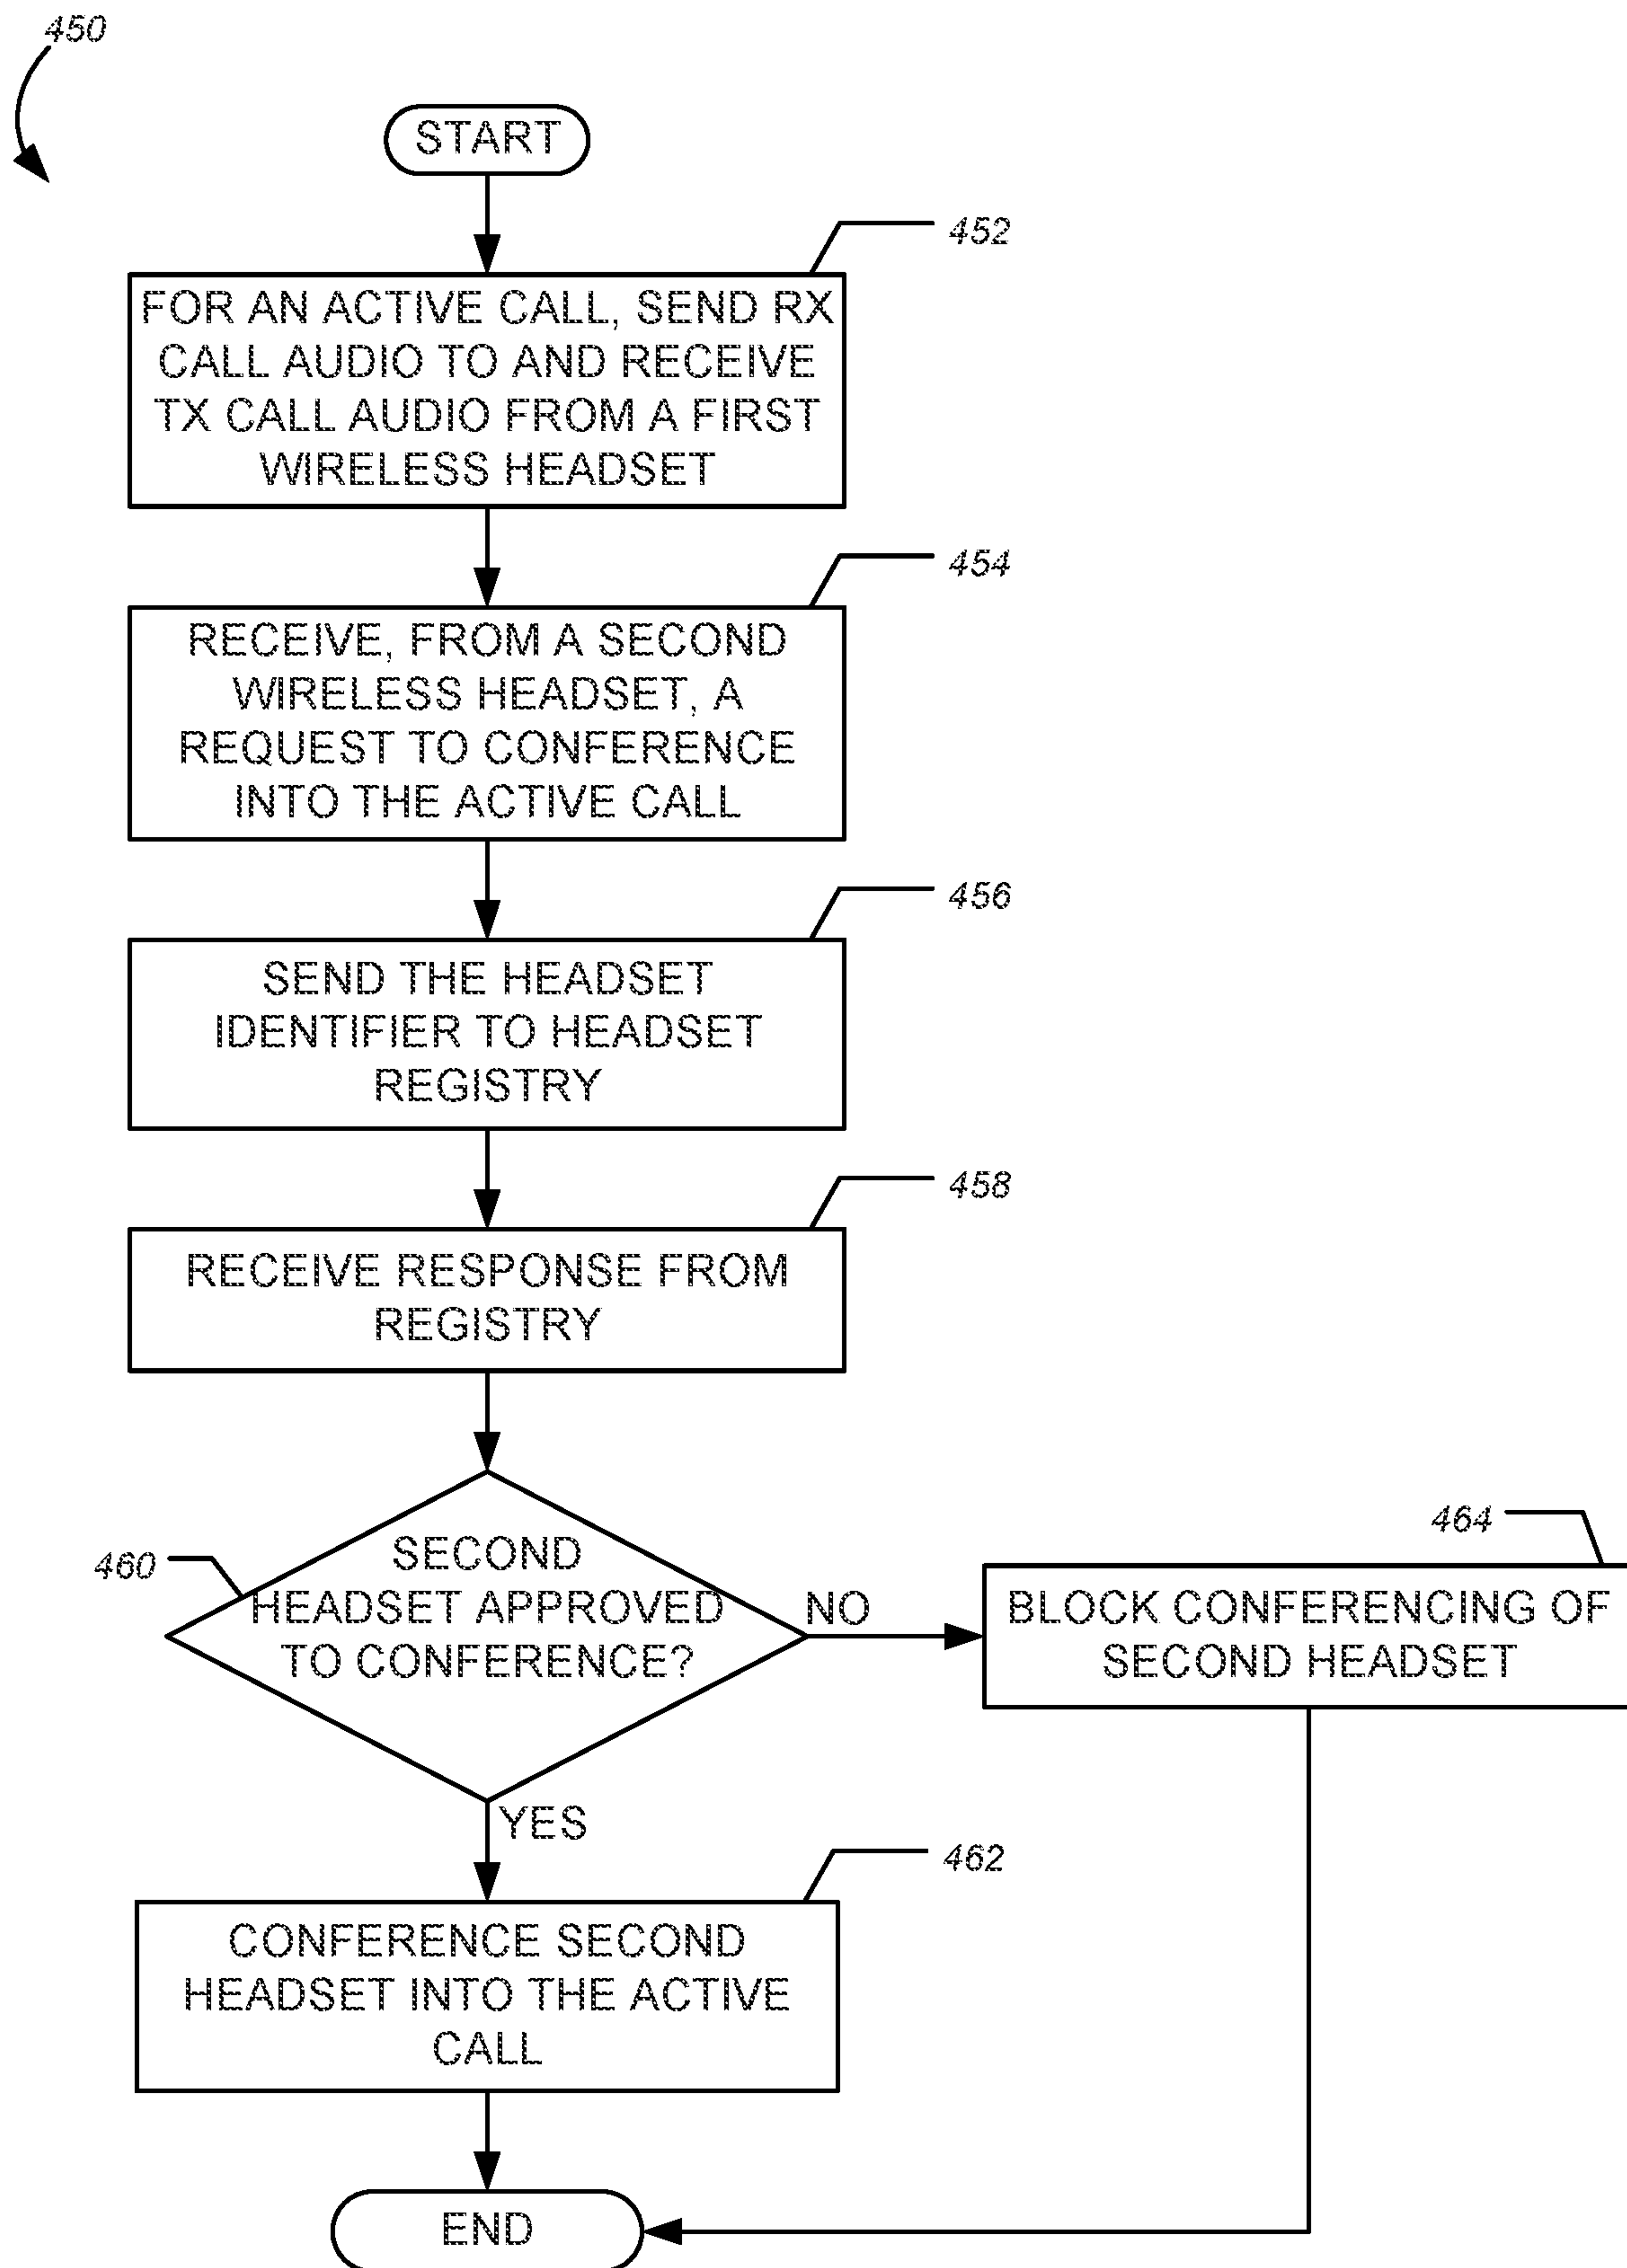 450
START
452
FOR AN ACTIVE CALL, SEND RX
CALL AUDIO TO AND RECEIVE
TX CALL AUDIO FROM A FIRST
WIRELESS HEADSET
454
RECEIVE, FROM A SECOND
WIRELESS HEADSET, A
REQUEST TO CONFERENCE
INTO THE ACTIVE CALL
456
SEND THE HEADSET
IDENTIFIER TO HEADSET
REGISTRY
458
RECEIVE RESPONSE FROM
REGISTRY
460
SECOND
HEADSET APPROVED
TO CONFERENCE?
NO
464
BLOCK CONFERENCING OF
SECOND HEADSET
YES
462
CONFERENCE SECOND
HEADSET INTO THE ACTIVE
CALL
END